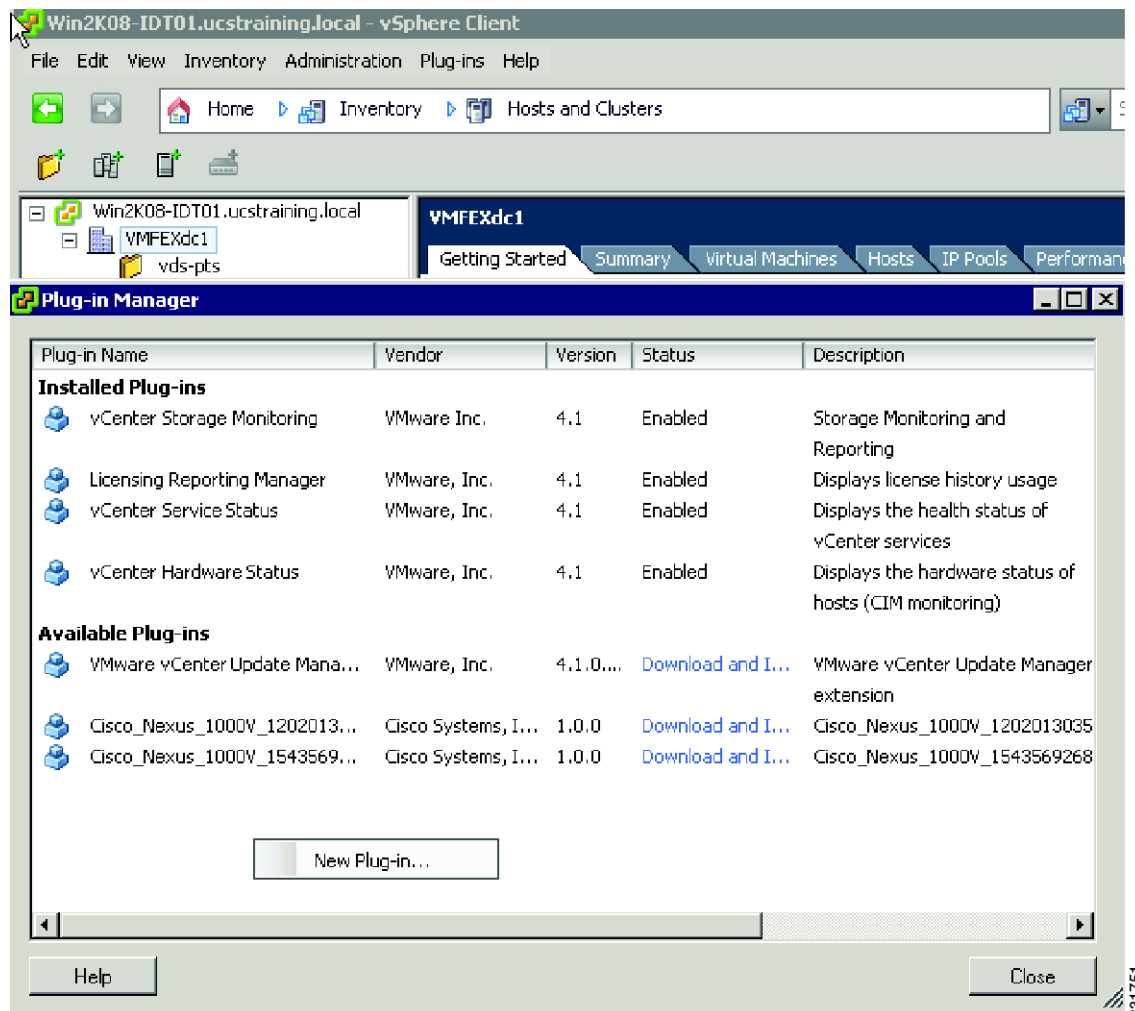 Win2K08-IDT01.ucstraining.local - vSphere Client
File Edit View Inventory Administration Plug-ins Help
Home Inventory Hosts and Clusters
Win2K08-IDT01.ucstraining.local
VMFEXdc1
vds-pts
VMFEXdc1
Getting Started Summary Virtual Machines Hosts IP Pools Performan
Plug-in Manager
Plug-in Name Vendor Version Status Description
Installed Plug-ins
vCenter Storage Monitoring VMware Inc. 4.1 Enabled Storage Monitoring and
Reporting
Licensing Reporting Manager VMware, Inc. 4.1 Enabled Displays license history usage
vCenter Service Status VMware, Inc. 4.1 Enabled Displays the health status of
vCenter services
vCenter Hardware Status VMware, Inc. 4.1 Enabled Displays the hardware status of
hosts (CIM monitoring)
Available Plug-ins
VMware vCenter Update Mana... VMware, Inc. 4.1.0.... Download and I... VMware vCenter Update Manager
extension
Cisco_Nexus_1000V_1202013... Cisco Systems, I... 1.0.0 Download and I... Cisco_Nexus_1000V_1202013035
Cisco_Nexus_1000V_1543569... Cisco Systems, I... 1.0.0 Download and I... Cisco_Nexus_1000V_1543569268
New Plug-in...
Help Close